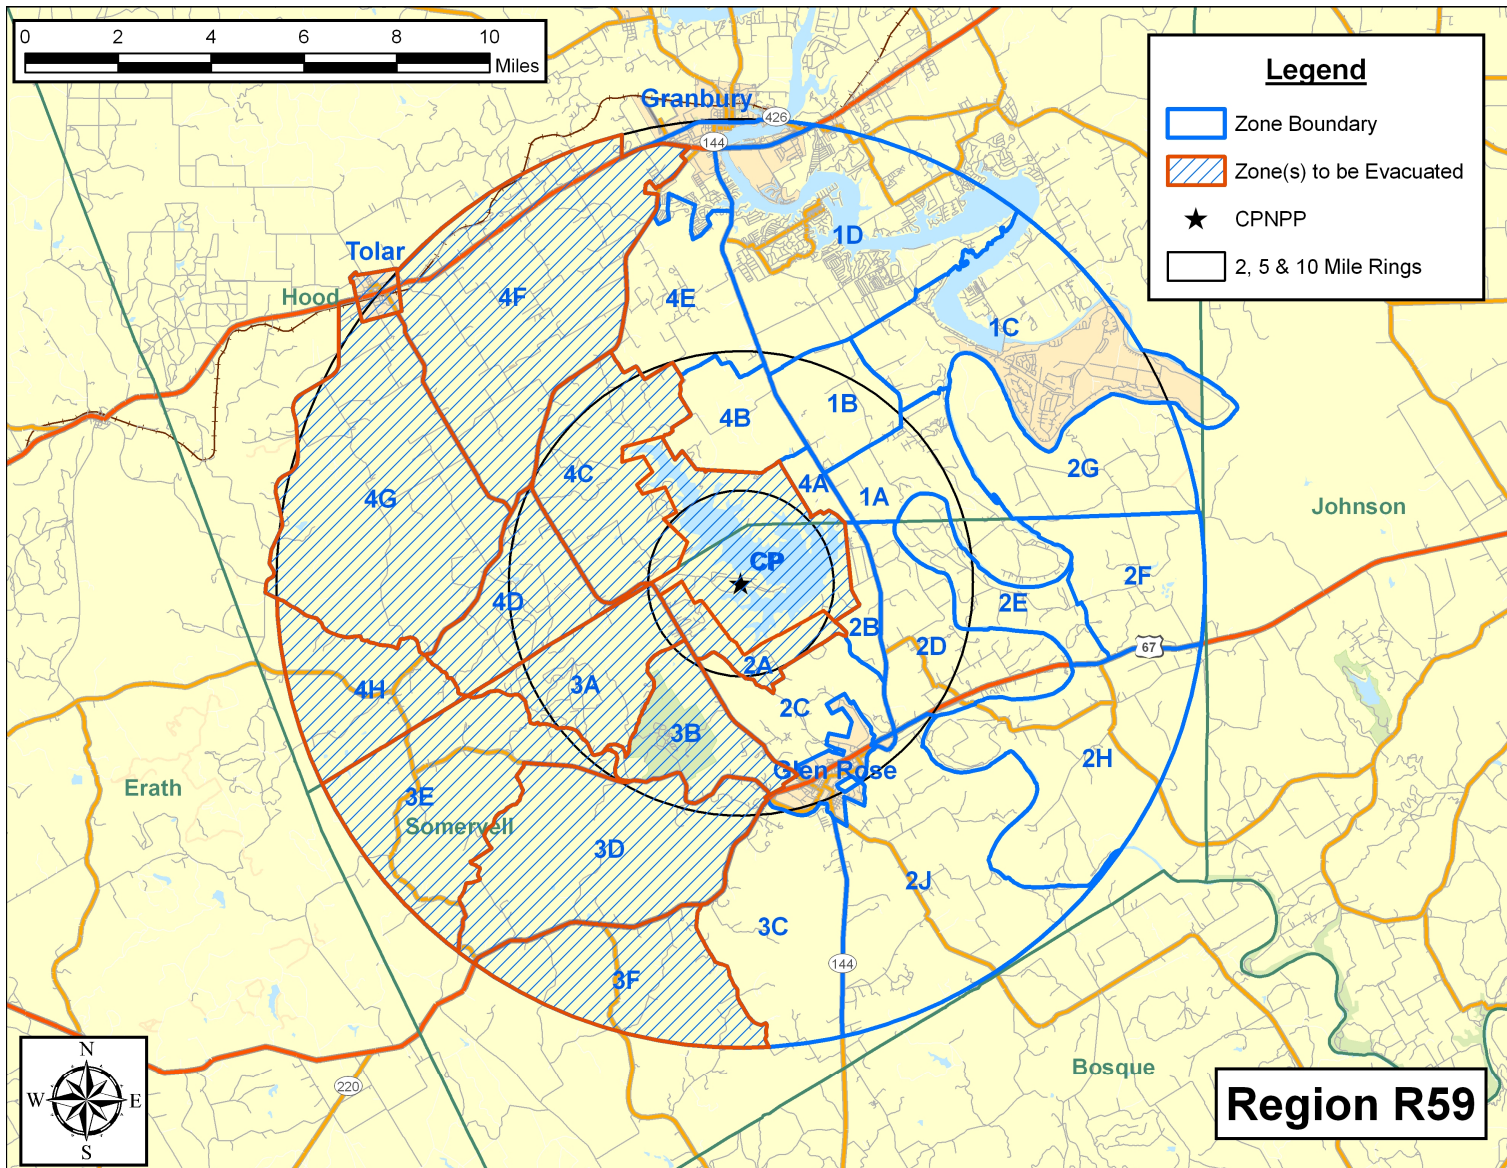 0 2 4 6 8 10
Miles
Legend
Zone Boundary
Zone(s) to be Evacuated
CPNPP
2, 5 & 10 Mile Rings
Granbury
426
144
1D
Tolar
Hood
4F
4E
1C
4B
1B
4C
4A
1A
2G
4G
Johnson
CP
2F
4D
2E
2B
2D
67
2A
3A
4H
2C
3B
2H
Glen Rose
Erath
3E
Somervell
3D
2J
3C
144
3F
220
Bosque
N
W E
S
Region R59